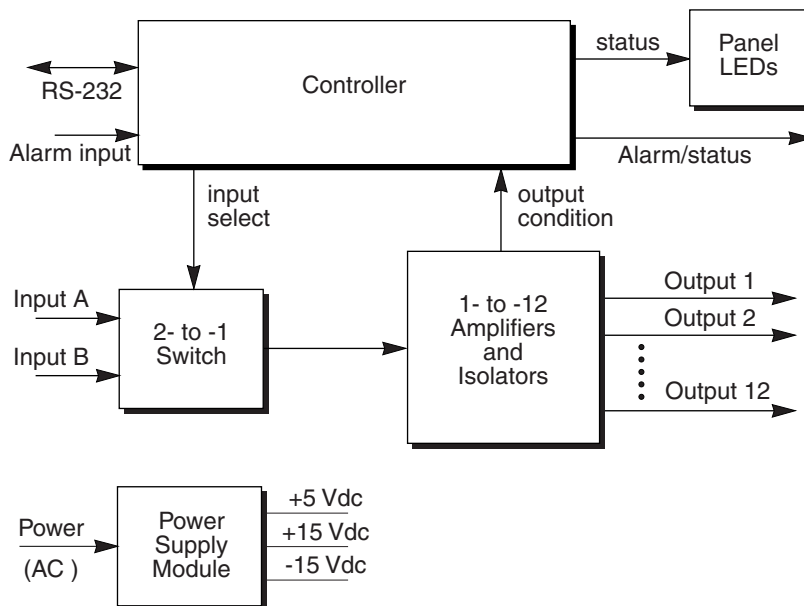 status
Panel
LEDs
Controller
RS-232
Alarm input
Alarm/status
input
select
output
condition
Input A
Input B
2- to -1
Switch
1- to -12
Amplifiers
and
Isolators
Output 1
Output 2
Output 12
Power
(AC )
Power
Supply
Module
+5 Vdc
+15 Vdc
-15 Vdc